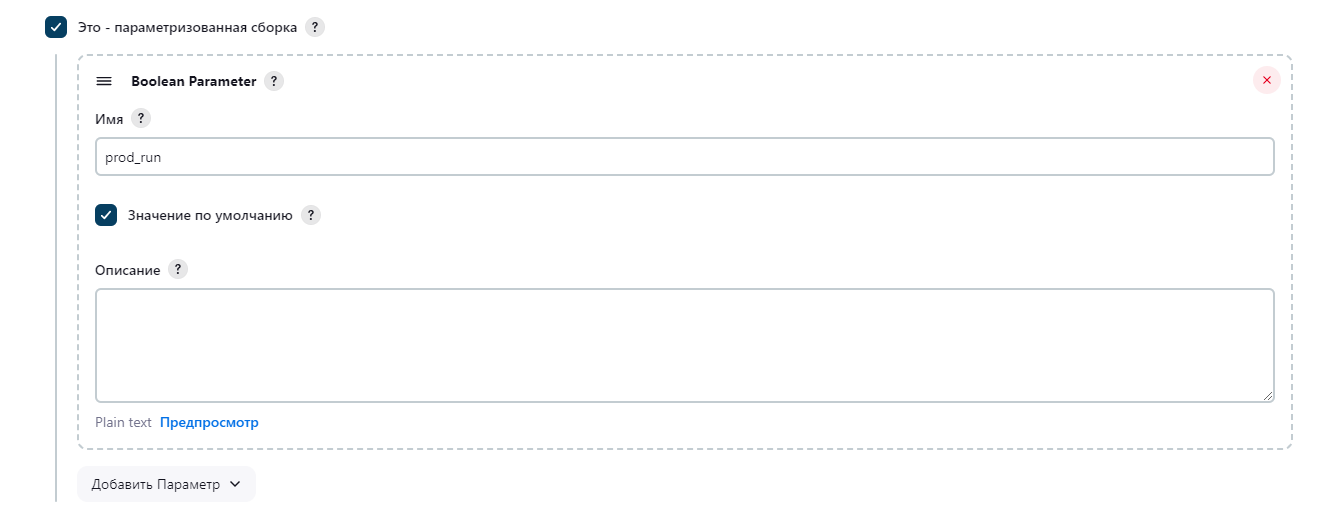 Это - параметризованная сборка ?
Boolean Parameter ?
Имя ?
prod_run
Значение по умолчанию ?
Описание ?
Plain text Предпросмотр
Добавить Параметр